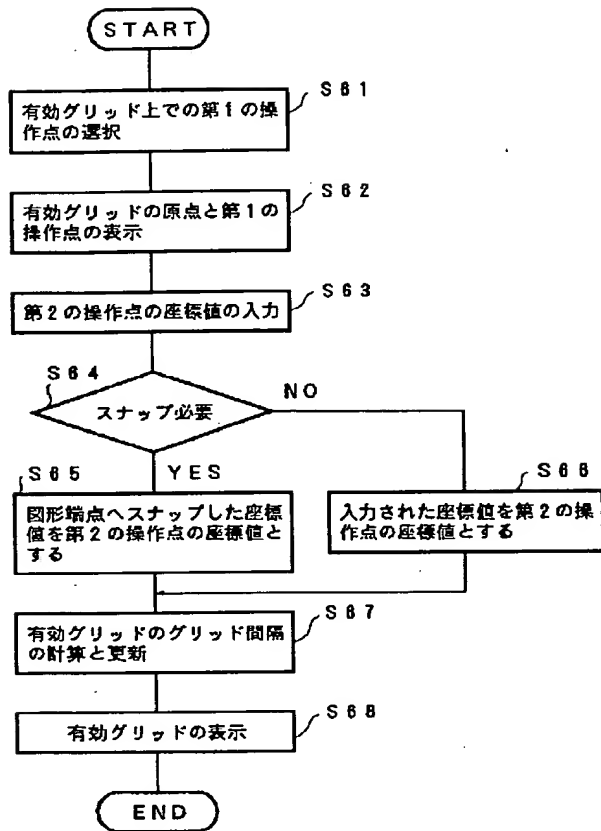 START
S61
有効グリッド上での第1の操
作点の選択
S62
有効グリッドの原点と第1の
操作点の表示
S63
第2の操作点の座標値の入力
S64
スナップ必要
NO
YES
S65
図形端点へスナップした座標
値を第2の操作点の座標値と
する
S66
入力された座標値を第2の操
作点の座標値とする
S67
有効グリッドのグリッド間隔
の計算と更新
S68
有効グリッドの表示
END